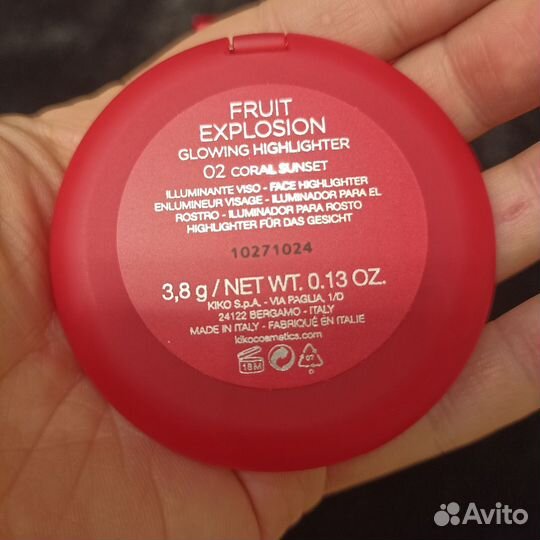 FRUIT
EXPLOSION
GLOWING HIGHLIGHTER
02 CORAL SUNSET
ILLUMINANTE VISO - FACE HIGHLIGHTER
ENLUMINEUR VISAGE - ILUMINADOR PARA EL
ROSTRO - ILUMINADOR PARA ROSTO
HIGHLIGHTER FÜR DAS GESICHT
10271024
3,8 g / NET WT. 0.13 OZ.
KIKO S.p.A. - VIA PAGLIA, 1/D
24122 BERGAMO - ITALY
MADE IN ITALY - FABRIQUÉ EN ITALIE
kikocosmetics.com
18M
07
Avito